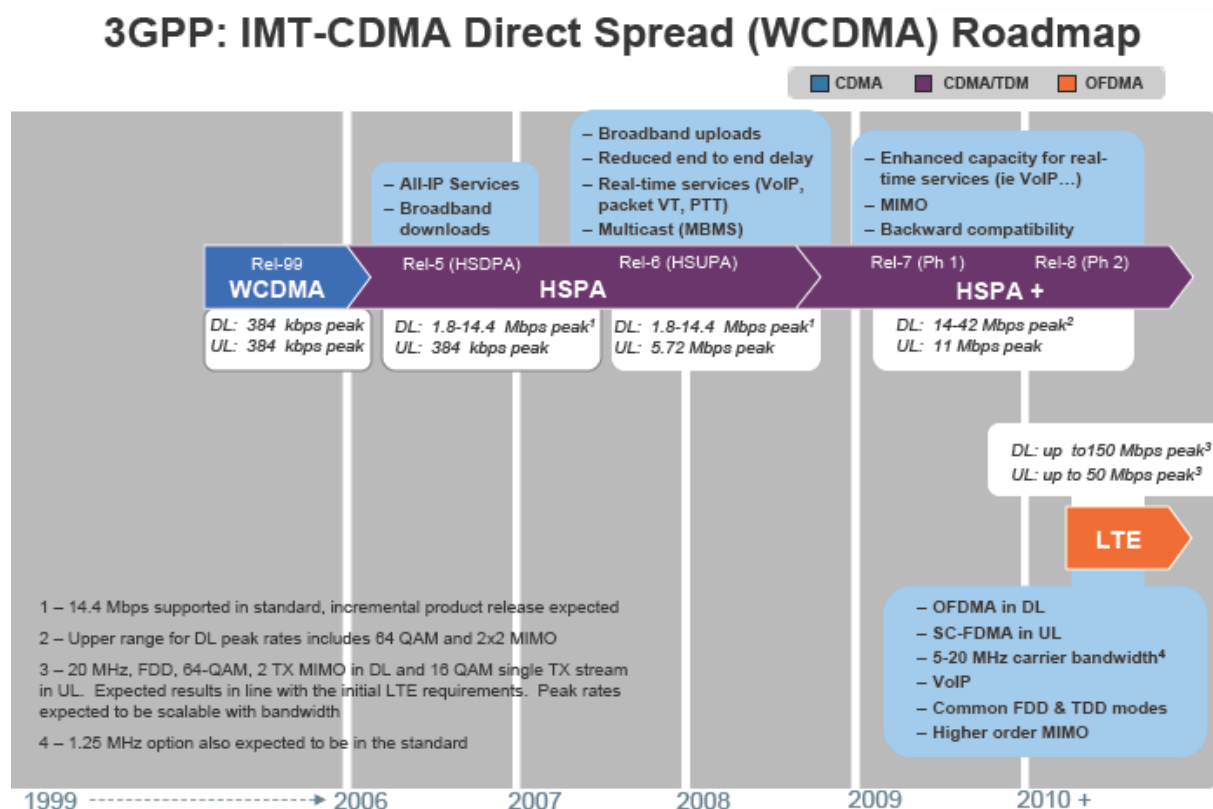 3GPP: IMT-CDMA Direct Spread (WCDMA) Roadmap
CDMA CDMA/TDM OFDMA
– All-IP Services
– Broadband
downloads
– Broadband uploads
– Reduced end to end delay
– Real-time services (VoIP,
packet VT, PTT)
– Multicast (MBMS)
– Enhanced capacity for real-
time services (ie VoIP...)
– MIMO
– Backward compatibility
Rel-99
WCDMA
Rel-5 (HSDPA) Rel-6 (HSUPA)
HSPA
Rel-7 (Ph 1) Rel-8 (Ph 2)
HSPA +
DL: 384 kbps peak
UL: 384 kbps peak
DL: 1.8-14.4 Mbps peak¹
UL: 384 kbps peak
DL: 1.8-14.4 Mbps peak¹
UL: 5.72 Mbps peak
DL: 14-42 Mbps peak²
UL: 11 Mbps peak
DL: up to150 Mbps peak³
UL: up to 50 Mbps peak³
LTE
– OFDMA in DL
– SC-FDMA in UL
– 5-20 MHz carrier bandwidth⁴
– VoIP
– Common FDD & TDD modes
– Higher order MIMO
1 – 14.4 Mbps supported in standard, incremental product release expected
2 – Upper range for DL peak rates includes 64 QAM and 2x2 MIMO
3 – 20 MHz, FDD, 64-QAM, 2 TX MIMO in DL and 16 QAM single TX stream
in UL. Expected results in line with the initial LTE requirements. Peak rates
expected to be scalable with bandwidth
4 – 1.25 MHz option also expected to be in the standard
1999 2006 2007 2008 2009 2010 +